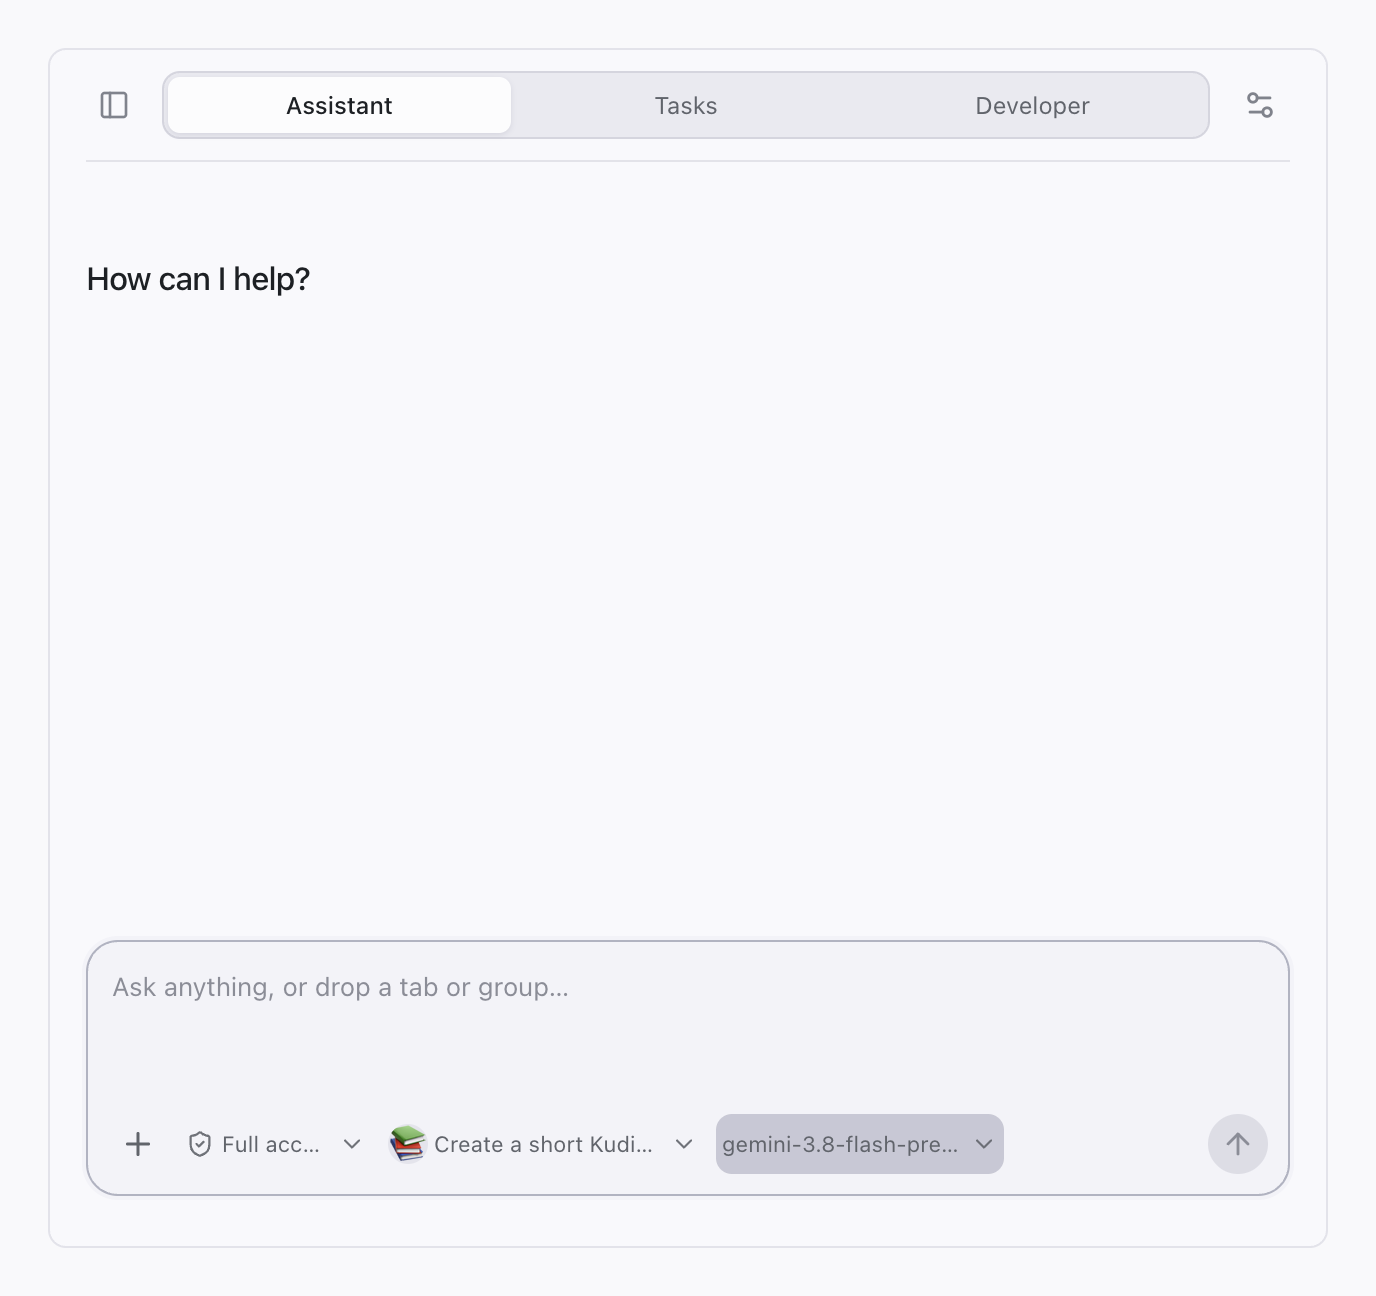 Assistant
Tasks
Developer
How can I help?
Ask anything, or drop a tab or group...
Full acc...
Create a short Kudi...
gemini-3.8-flash-pre...